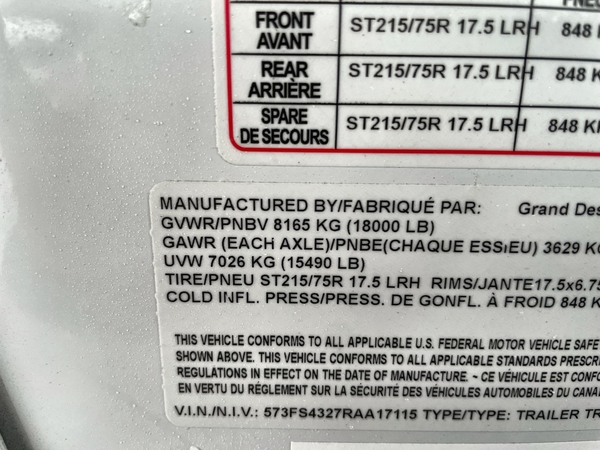 FRONT AVANT ST215/75R 17.5 LRH 848
REAR ARRIÈRE ST215/75R 17.5 LRH 848 K
SPARE DE SECOURS ST215/75R 17.5 LRH 848 K
MANUFACTURED BY/FABRIQUÉ PAR: Grand Des
GVWR/PNBV 8165 KG (18000 LB)
GAWR (EACH AXLE)/PNBE(CHAQUE ESSIEU) 3629 K
UVW 7026 KG (15490 LB)
TIRE/PNEU ST215/75R 17.5 LRH RIMS/JANTE17.5x6.75
COLD INFL. PRESS/PRESS. DE GONFL. À FROID 848 K
THIS VEHICLE CONFORMS TO ALL APPLICABLE U.S. FEDERAL MOTOR VEHICLE SAFE
SHOWN ABOVE. THIS VEHICLE CONFORMS TO ALL APPLICABLE STANDARDS PRESCR
REGULATIONS IN EFFECT ON THE DATE OF MANUFACTURE. ~ CE VÉHICULE EST CONF
EN VERTU DU RÉGLEMENT SUR LA SÉCURITÉ DES VÉHICULES AUTOMOBILES DU CANA
V.I.N./N.I.V.: 573FS4327RAA17115 TYPE/TYPE: TRAILER TR